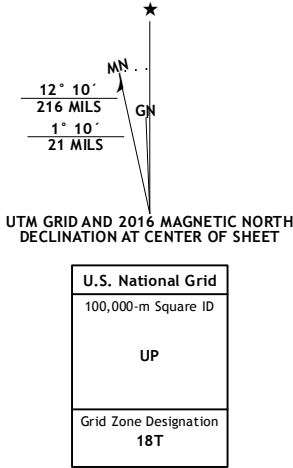 MN
GN
12° 10´
216 MILS
1° 10´
21 MILS
UTM GRID AND 2016 MAGNETIC NORTH
DECLINATION AT CENTER OF SHEET
U.S. National Grid
100,000-m Square ID
UP
Grid Zone Designation
18T